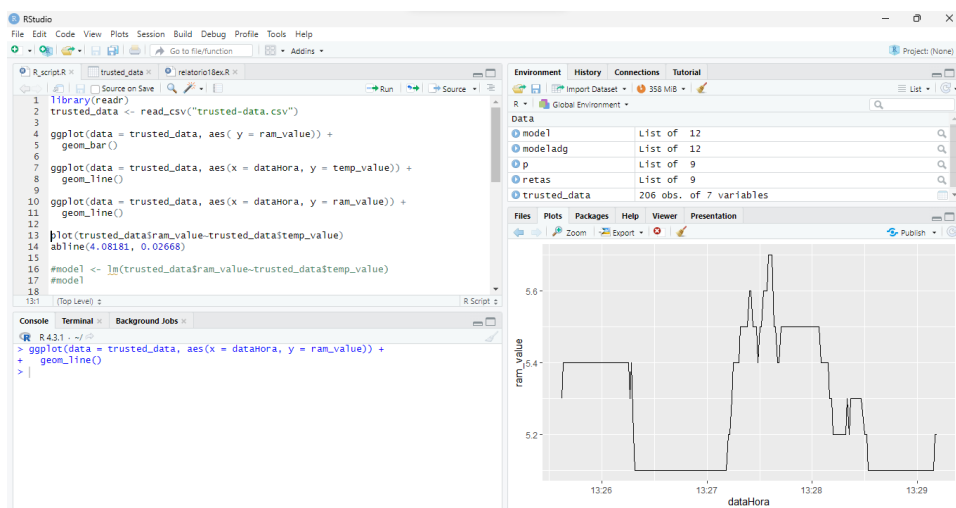 RStudio
File Edit Code View Plots Session Build Debug Profile Tools Help
Go to file/function Addins
Project: (None)
R_script.R trusted_data relatorio18ex.R
Source on Save Run Source
1 library(readr)
2 trusted_data <- read_csv("trusted-data.csv")
3
4 ggplot(data = trusted_data, aes( y = ram_value)) +
5 geom_bar()
6
7 ggplot(data = trusted_data, aes(x = dataHora, y = temp_value)) +
8 geom_line()
9
10 ggplot(data = trusted_data, aes(x = dataHora, y = ram_value)) +
11 geom_line()
12
13 plot(trusted_data$ram_value~trusted_data$temp_value)
14 abline(4.08181, 0.02668)
15
16 #model <- lm(trusted_data$ram_value~trusted_data$temp_value)
17 #model
18
13:1 (Top Level) R Script
Console Terminal Background Jobs
R 4.3.1 · ~/
> ggplot(data = trusted_data, aes(x = dataHora, y = ram_value)) +
+ geom_line()
>
Environment History Connections Tutorial
Import Dataset 358 MiB List
R Global Environment
Data
model List of 12
modeladg List of 12
p List of 9
retas List of 9
trusted_data 206 obs. of 7 variables
Files Plots Packages Help Viewer Presentation
Zoom Export Publish
5.6
5.4
5.2
ram_value
13:26 13:27 13:28 13:29
dataHora